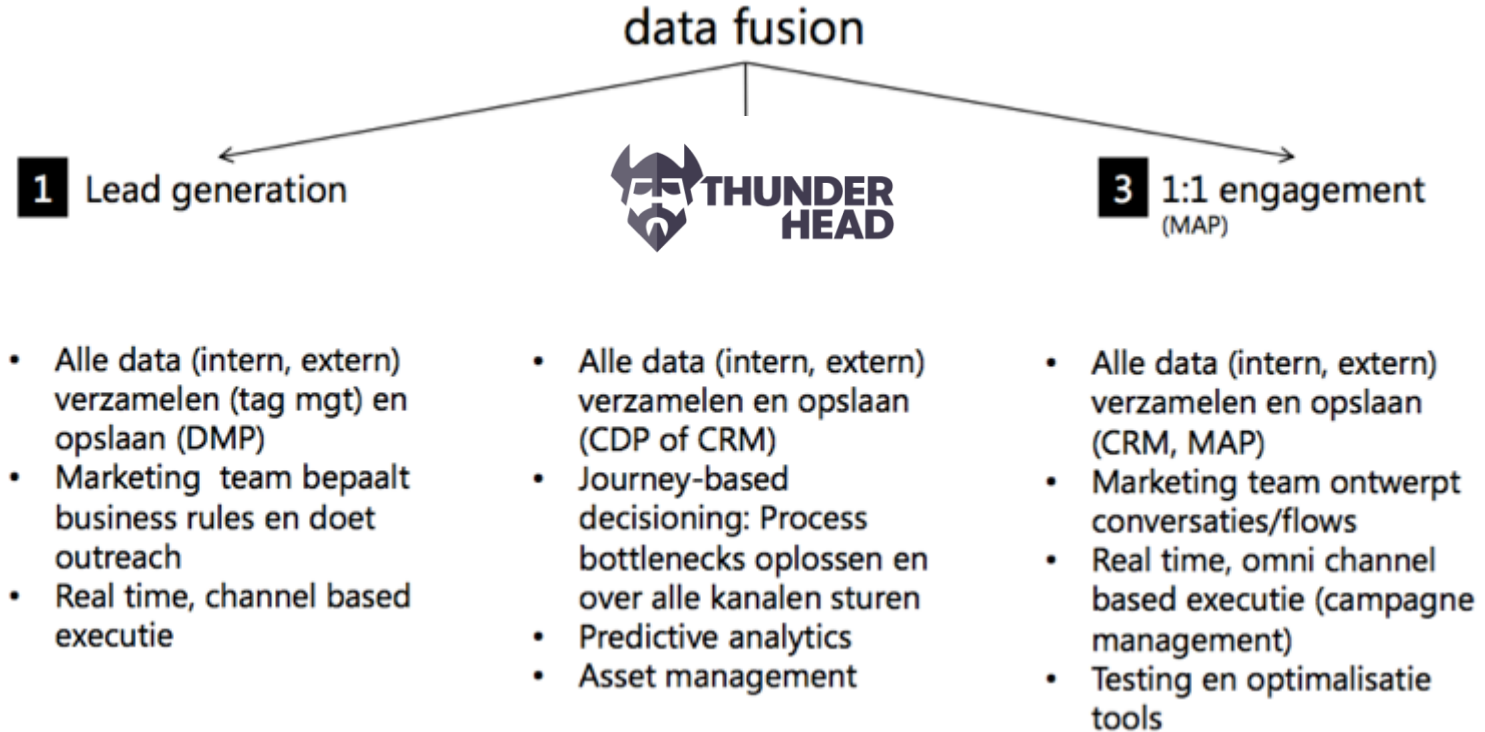 data fusion
1 Lead generation
THUNDER
HEAD
3 1:1 engagement
(MAP)
• Alle data (intern, extern)
verzamelen (tag mgt) en
opslaan (DMP)
• Marketing team bepaalt
business rules en doet
outreach
• Real time, channel based
executie
• Alle data (intern, extern)
verzamelen en opslaan
(CDP of CRM)
• Journey-based
decisioning: Process
bottlenecks oplossen en
over alle kanalen sturen
• Predictive analytics
• Asset management
• Alle data (intern, extern)
verzamelen en opslaan
(CRM, MAP)
• Marketing team ontwerpt
conversaties/flows
• Real time, omni channel
based executie (campagne
management)
• Testing en optimalisatie
tools